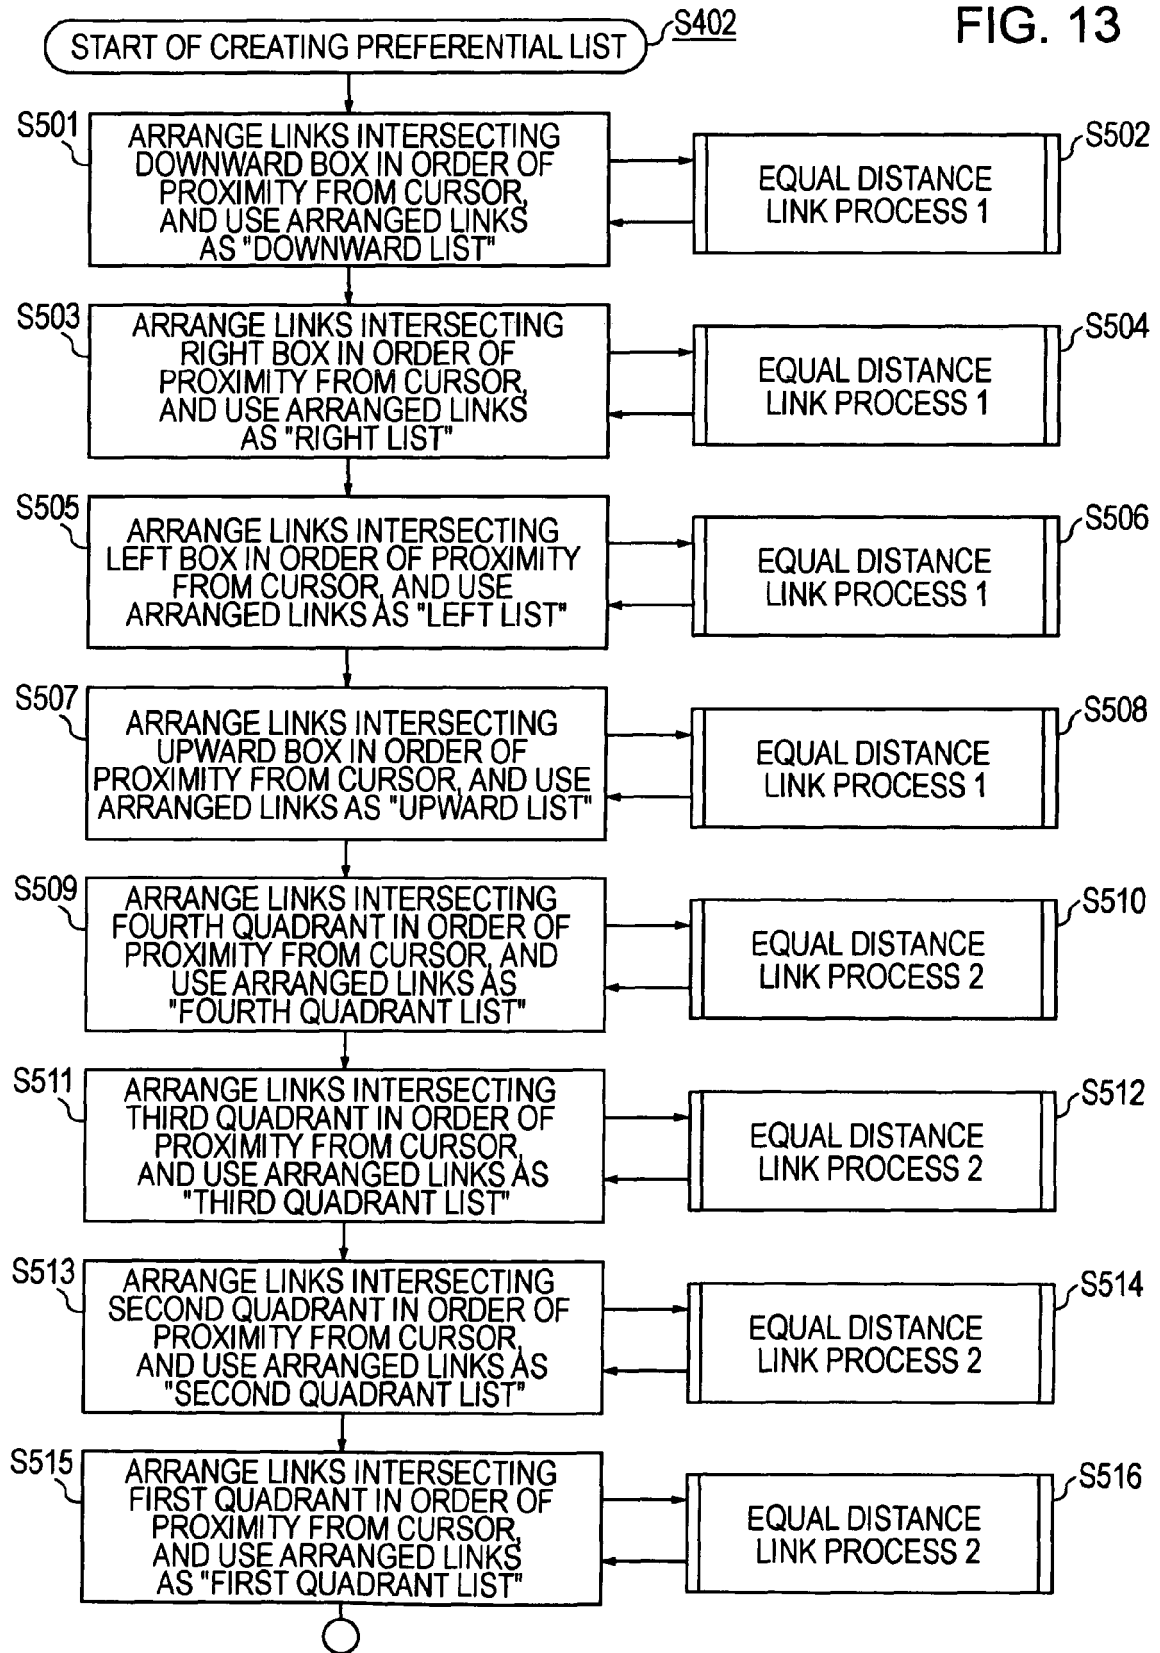 FIG. 13
START OF CREATING PREFERENTIAL LIST
S402
S501
ARRANGE LINKS INTERSECTING
DOWNWARD BOX IN ORDER OF
PROXIMITY FROM CURSOR,
AND USE ARRANGED LINKS
AS "DOWNWARD LIST"
S502
EQUAL DISTANCE
LINK PROCESS 1
S503
ARRANGE LINKS INTERSECTING
RIGHT BOX IN ORDER OF
PROXIMITY FROM CURSOR,
AND USE ARRANGED LINKS
AS "RIGHT LIST"
S504
EQUAL DISTANCE
LINK PROCESS 1
S505
ARRANGE LINKS INTERSECTING
LEFT BOX IN ORDER OF PROXIMITY
FROM CURSOR, AND USE
ARRANGED LINKS AS "LEFT LIST"
S506
EQUAL DISTANCE
LINK PROCESS 1
S507
ARRANGE LINKS INTERSECTING
UPWARD BOX IN ORDER OF
PROXIMITY FROM CURSOR, AND USE
ARRANGED LINKS AS "UPWARD LIST"
S508
EQUAL DISTANCE
LINK PROCESS 1
S509
ARRANGE LINKS INTERSECTING
FOURTH QUADRANT IN ORDER OF
PROXIMITY FROM CURSOR, AND
USE ARRANGED LINKS AS
"FOURTH QUADRANT LIST"
S510
EQUAL DISTANCE
LINK PROCESS 2
S511
ARRANGE LINKS INTERSECTING
THIRD QUADRANT IN ORDER OF
PROXIMITY FROM CURSOR,
AND USE ARRANGED LINKS AS
"THIRD QUADRANT LIST"
S512
EQUAL DISTANCE
LINK PROCESS 2
S513
ARRANGE LINKS INTERSECTING
SECOND QUADRANT IN ORDER OF
PROXIMITY FROM CURSOR,
AND USE ARRANGED LINKS AS
"SECOND QUADRANT LIST"
S514
EQUAL DISTANCE
LINK PROCESS 2
S515
ARRANGE LINKS INTERSECTING
FIRST QUADRANT IN ORDER OF
PROXIMITY FROM CURSOR,
AND USE ARRANGED LINKS
AS "FIRST QUADRANT LIST"
S516
EQUAL DISTANCE
LINK PROCESS 2